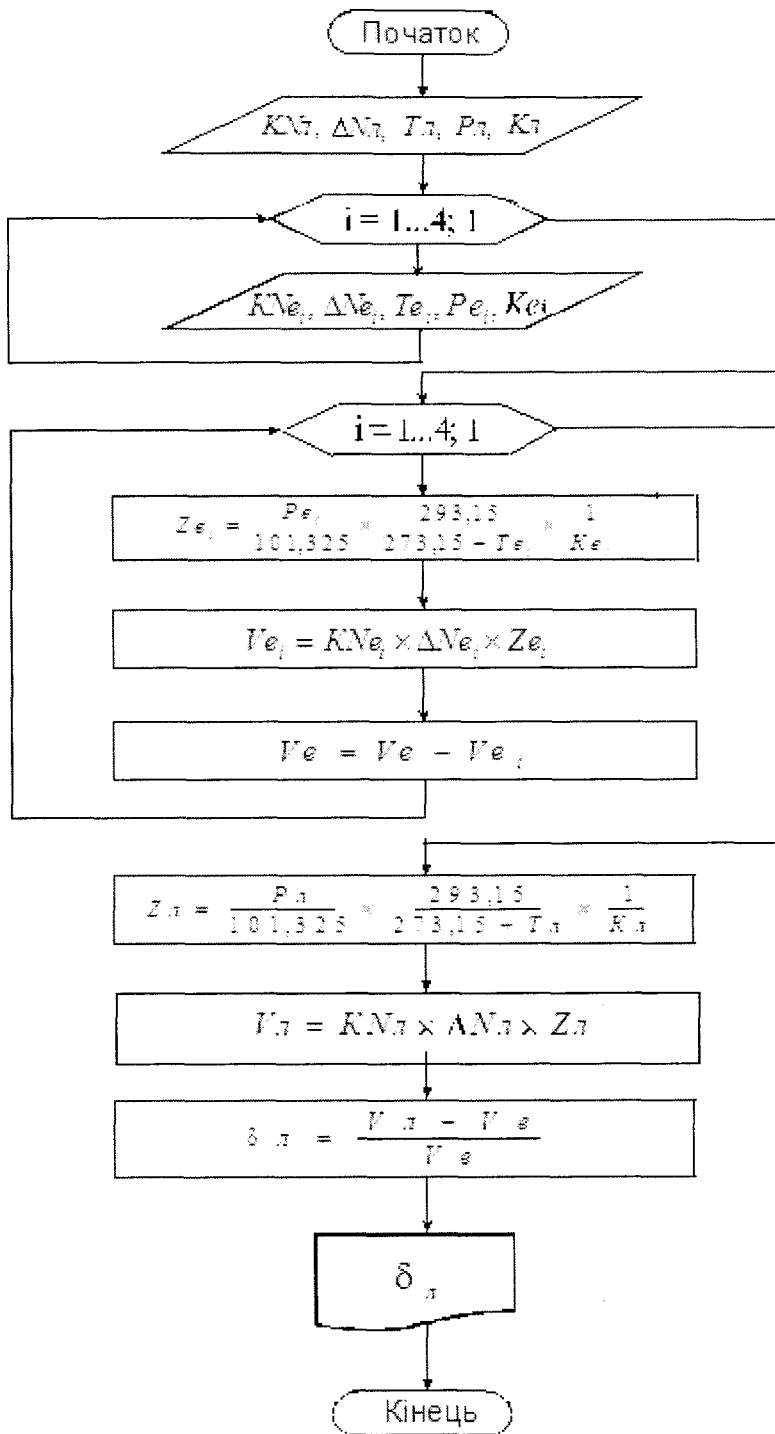 Початок
KNл, ΔNл, Tл, Pл, Kл
i = 1...4; 1
KNeᵢ, ΔNeᵢ, Teᵢ, Peᵢ, Kei
i = 1...4; 1
Zeᵢ = Peᵢ / 101,325 × 293,15 / 273,15 − Teᵢ × 1 / Keᵢ
Veᵢ = KNeᵢ × ΔNeᵢ × Zeᵢ
Ve = Ve − Veᵢ
Zл = Pл / 101,325 × 293,15 / 273,15 − Tл × 1 / Kл
Vл = KNл × ΔNл × Zл
δл = Vл − Ve / Ve
δл
Кінець